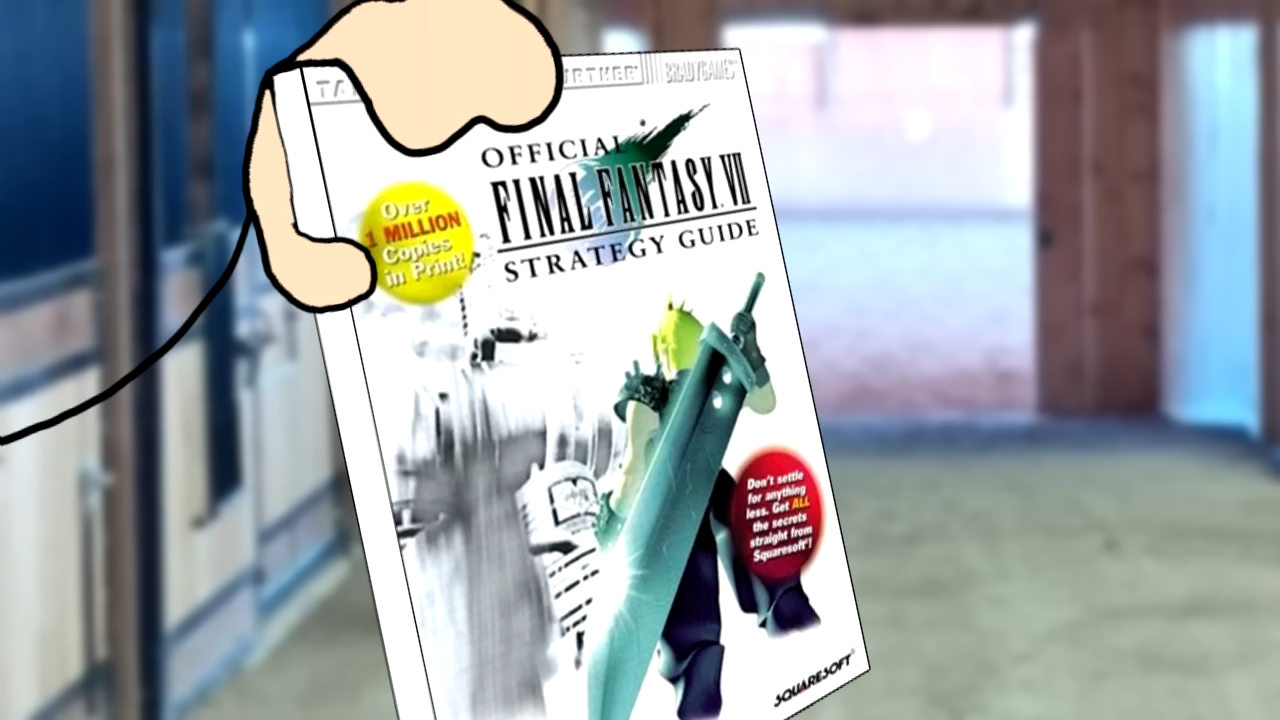 BRADYGAMES
OFFICIAL
FINAL FANTASY VII
STRATEGY GUIDE
Over
1 MILLION
Copies
in Print!
Don't settle
for anything
less. Get ALL
the secrets
straight from
Squaresoft!
SQUARESOFT